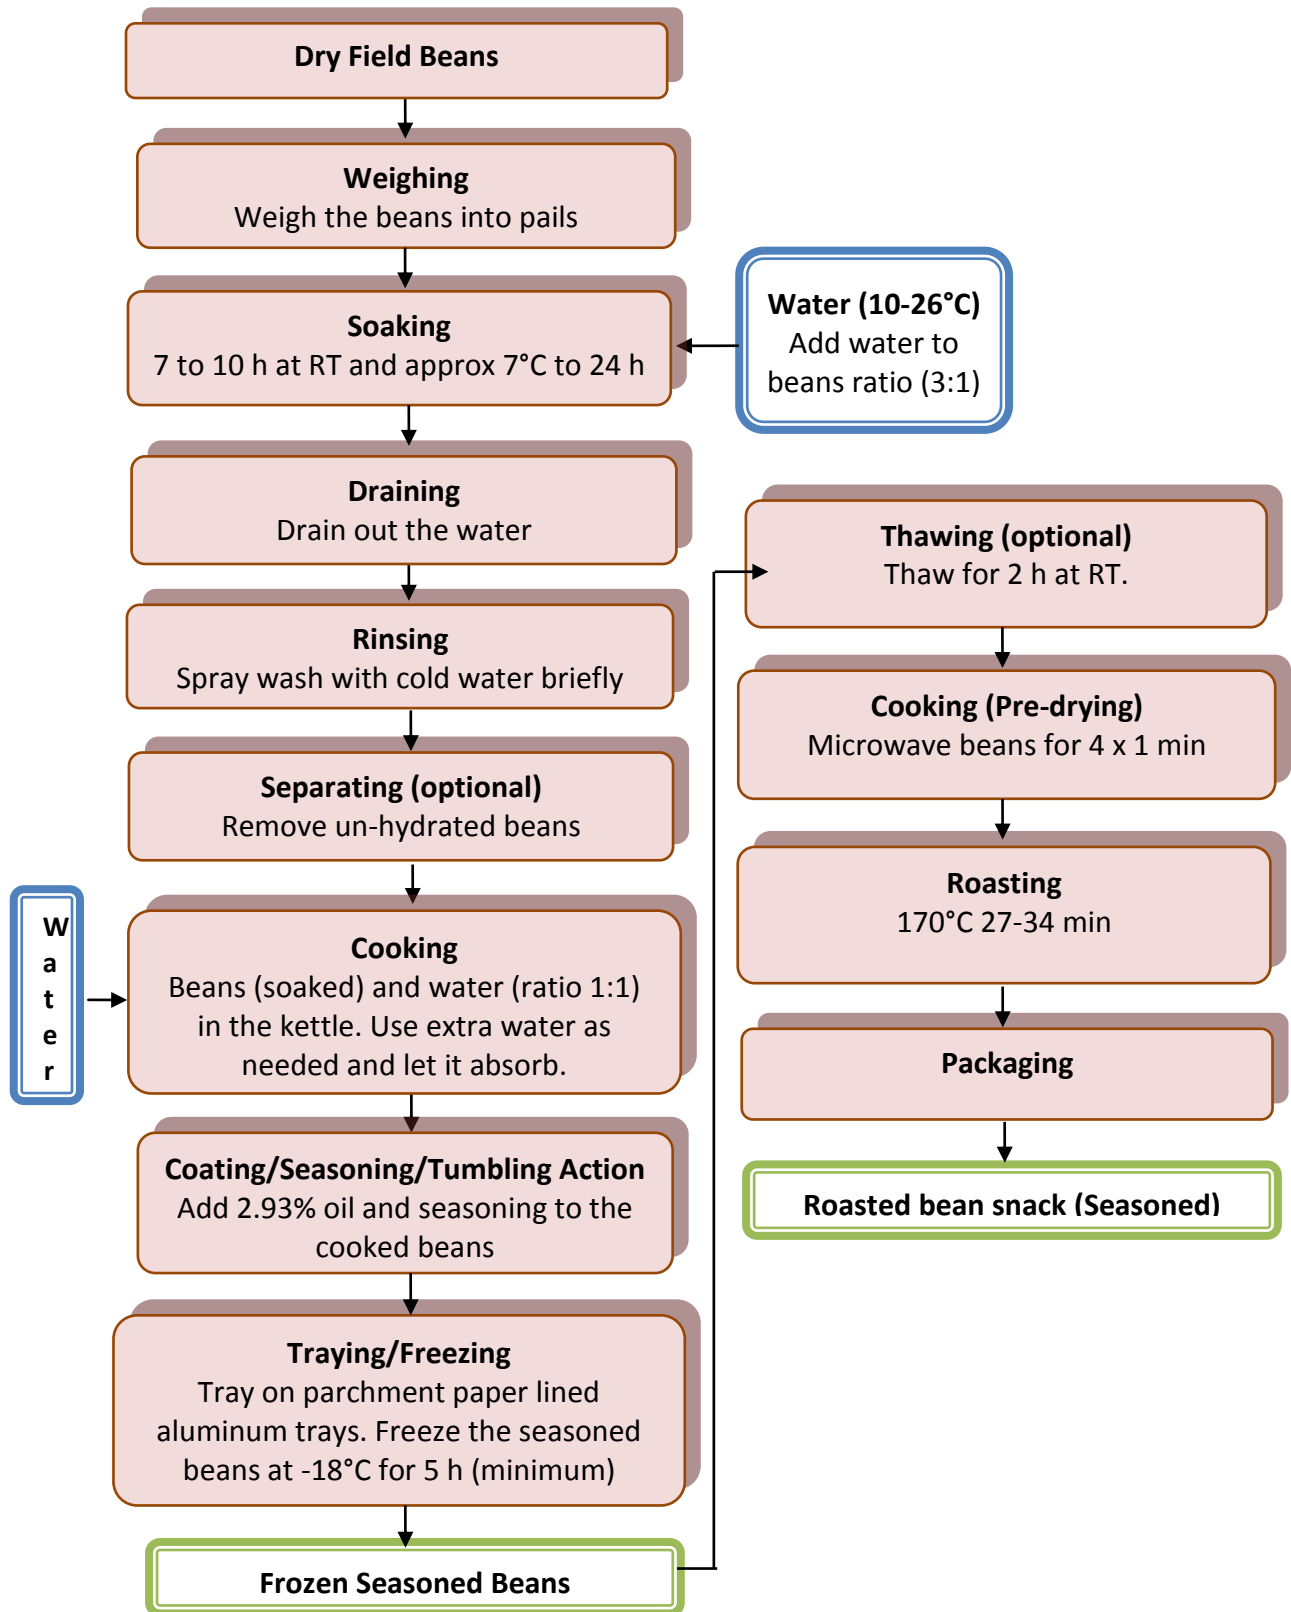 Dry Field Beans
Weighing
Weigh the beans into pails
Soaking
7 to 10 h at RT and approx 7°C to 24 h
Water (10-26°C)
Add water to
beans ratio (3:1)
Draining
Drain out the water
Rinsing
Spray wash with cold water briefly
Separating (optional)
Remove un-hydrated beans
Water
Cooking
Beans (soaked) and water (ratio 1:1)
in the kettle. Use extra water as
needed and let it absorb.
Coating/Seasoning/Tumbling Action
Add 2.93% oil and seasoning to the
cooked beans
Traying/Freezing
Tray on parchment paper lined
aluminum trays. Freeze the seasoned
beans at -18°C for 5 h (minimum)
Frozen Seasoned Beans
Thawing (optional)
Thaw for 2 h at RT.
Cooking (Pre-drying)
Microwave beans for 4 x 1 min
Roasting
170°C 27-34 min
Packaging
Roasted bean snack (Seasoned)